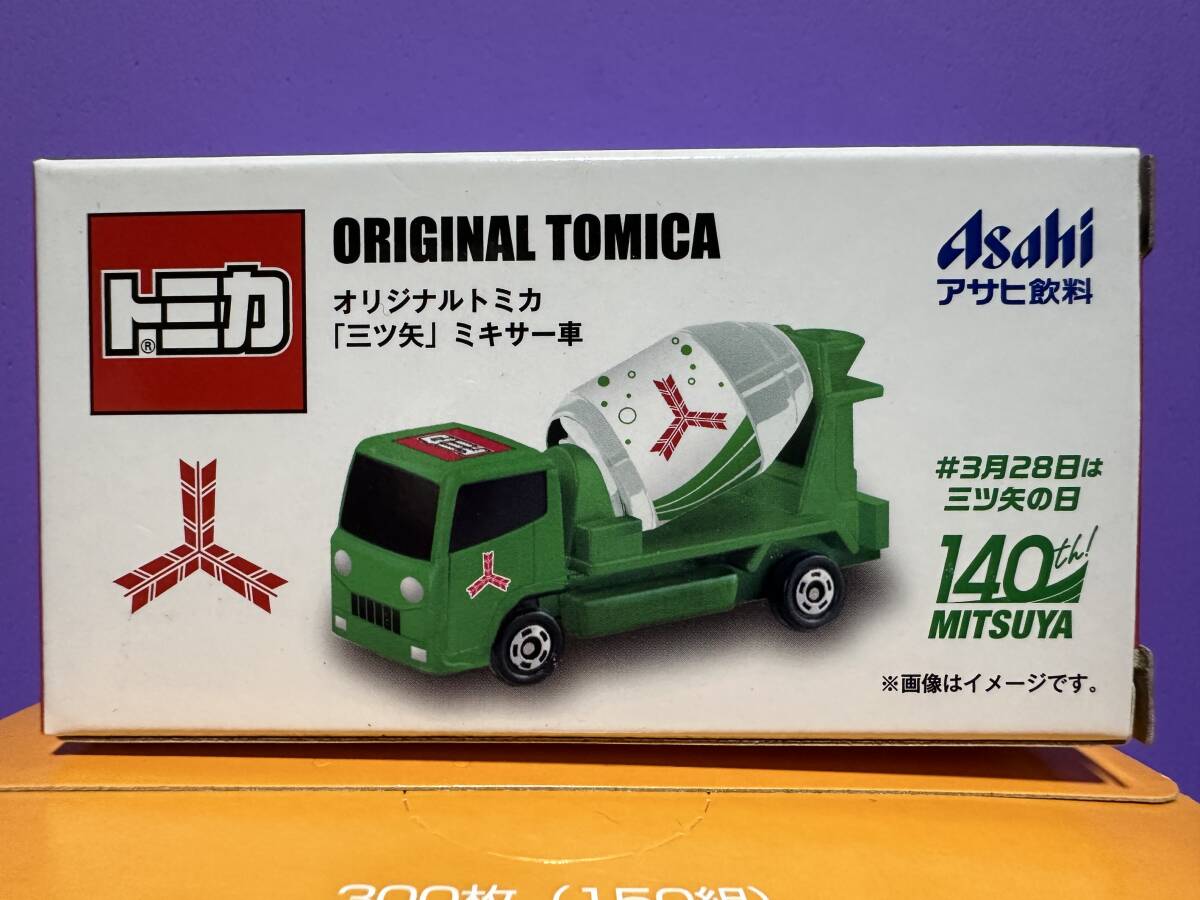 トミカ®
ORIGINAL TOMICA
オリジナルトミカ
「三ツ矢」ミキサー車
Asahi
アサヒ飲料
トミカ
#3月28日は
三ツ矢の日
140th!
MITSUYA
※画像はイメージです。
300枚（150組）